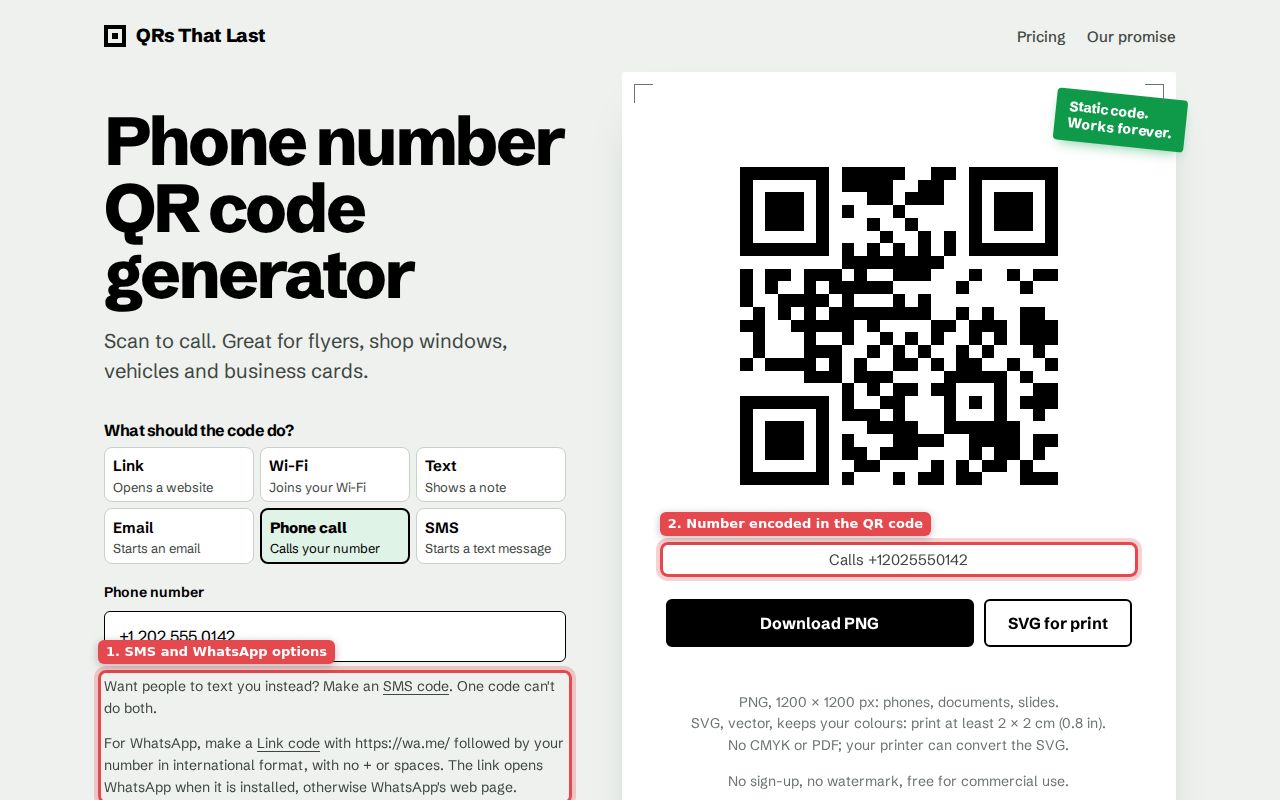 QRs That Last
Pricing
Our promise
Phone number
QR code
generator
Scan to call. Great for flyers, shop windows,
vehicles and business cards.
What should the code do?
Link
Opens a website
Wi-Fi
Joins your Wi-Fi
Text
Shows a note
Email
Starts an email
Phone call
Calls your number
SMS
Starts a text message
Phone number
+1 202 555 0142
1. SMS and WhatsApp options
Want people to text you instead? Make an SMS code. One code can't
do both.
For WhatsApp, make a Link code with https://wa.me/ followed by your
number in international format, with no + or spaces. The link opens
WhatsApp when it is installed, otherwise WhatsApp's web page.
Static code.
Works forever.
2. Number encoded in the QR code
Calls +12025550142
Download PNG
SVG for print
PNG, 1200 × 1200 px: phones, documents, slides.
SVG, vector, keeps your colours: print at least 2 × 2 cm (0.8 in).
No CMYK or PDF; your printer can convert the SVG.
No sign-up, no watermark, free for commercial use.